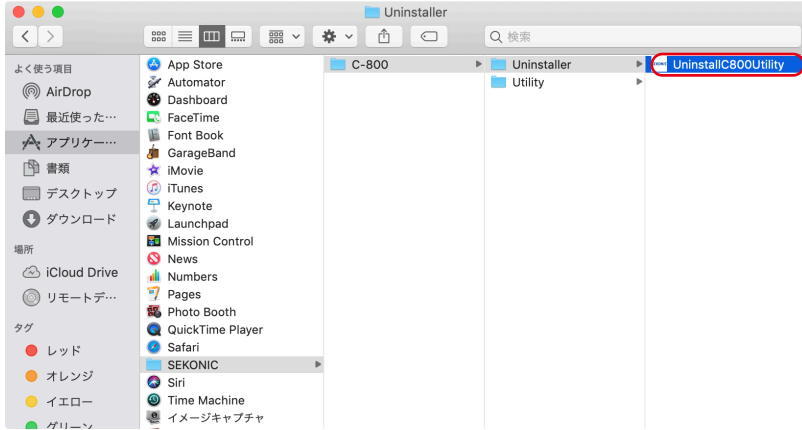 Uninstaller
検索
よく使う項目
AirDrop
最近使った…
アプリケー…
書類
デスクトップ
ダウンロード
場所
iCloud Drive
リモートデ…
タグ
レッド
オレンジ
イエロー
グリーン
App Store
Automator
Dashboard
FaceTime
Font Book
GarageBand
iMovie
iTunes
Keynote
Launchpad
Mission Control
News
Numbers
Pages
Photo Booth
QuickTime Player
Safari
SEKONIC
Siri
Time Machine
イメージキャプチャ
C-800
Uninstaller
Utility
UninstallC800Utility